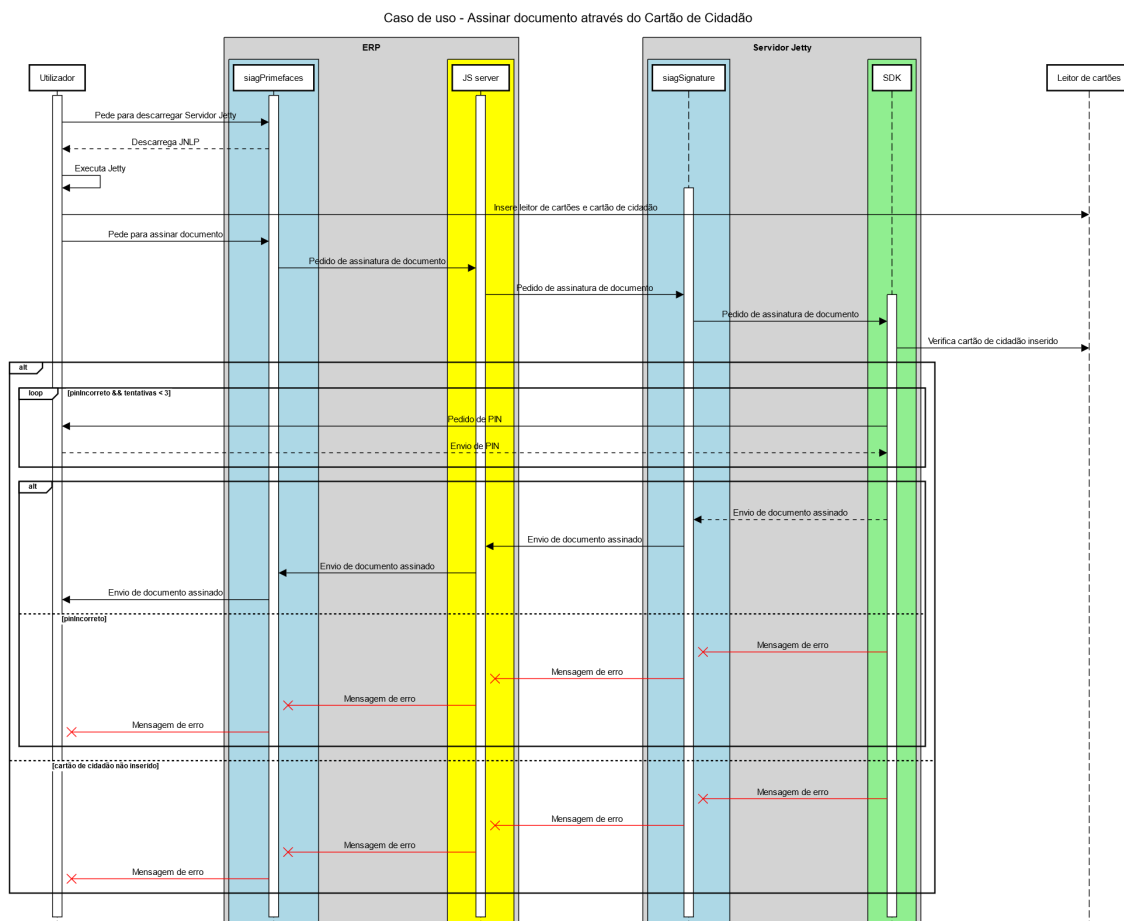 Caso de uso - Assinar documento através do Cartão de Cidadão
ERP
Servidor Jetty
Utilizador
siagPrimefaces
JS server
siagSignature
SDK
Leitor de cartões
Pede para descarregar Servidor Jetty
Descarrega JNLP
Executa Jetty
Insere leitor de cartões e cartão de cidadão
Pede para assinar documento
Pedido de assinatura de documento
Pedido de assinatura de documento
Pedido de assinatura de documento
Verifica cartão de cidadão inserido
alt
loop
[pinIncorreto && tentativas < 3]
Pedido de PIN
Envio de PIN
alt
Envio de documento assinado
Envio de documento assinado
Envio de documento assinado
Envio de documento assinado
[pinIncorreto]
Mensagem de erro
Mensagem de erro
Mensagem de erro
Mensagem de erro
[cartão de cidadão não inserido]
Mensagem de erro
Mensagem de erro
Mensagem de erro
Mensagem de erro